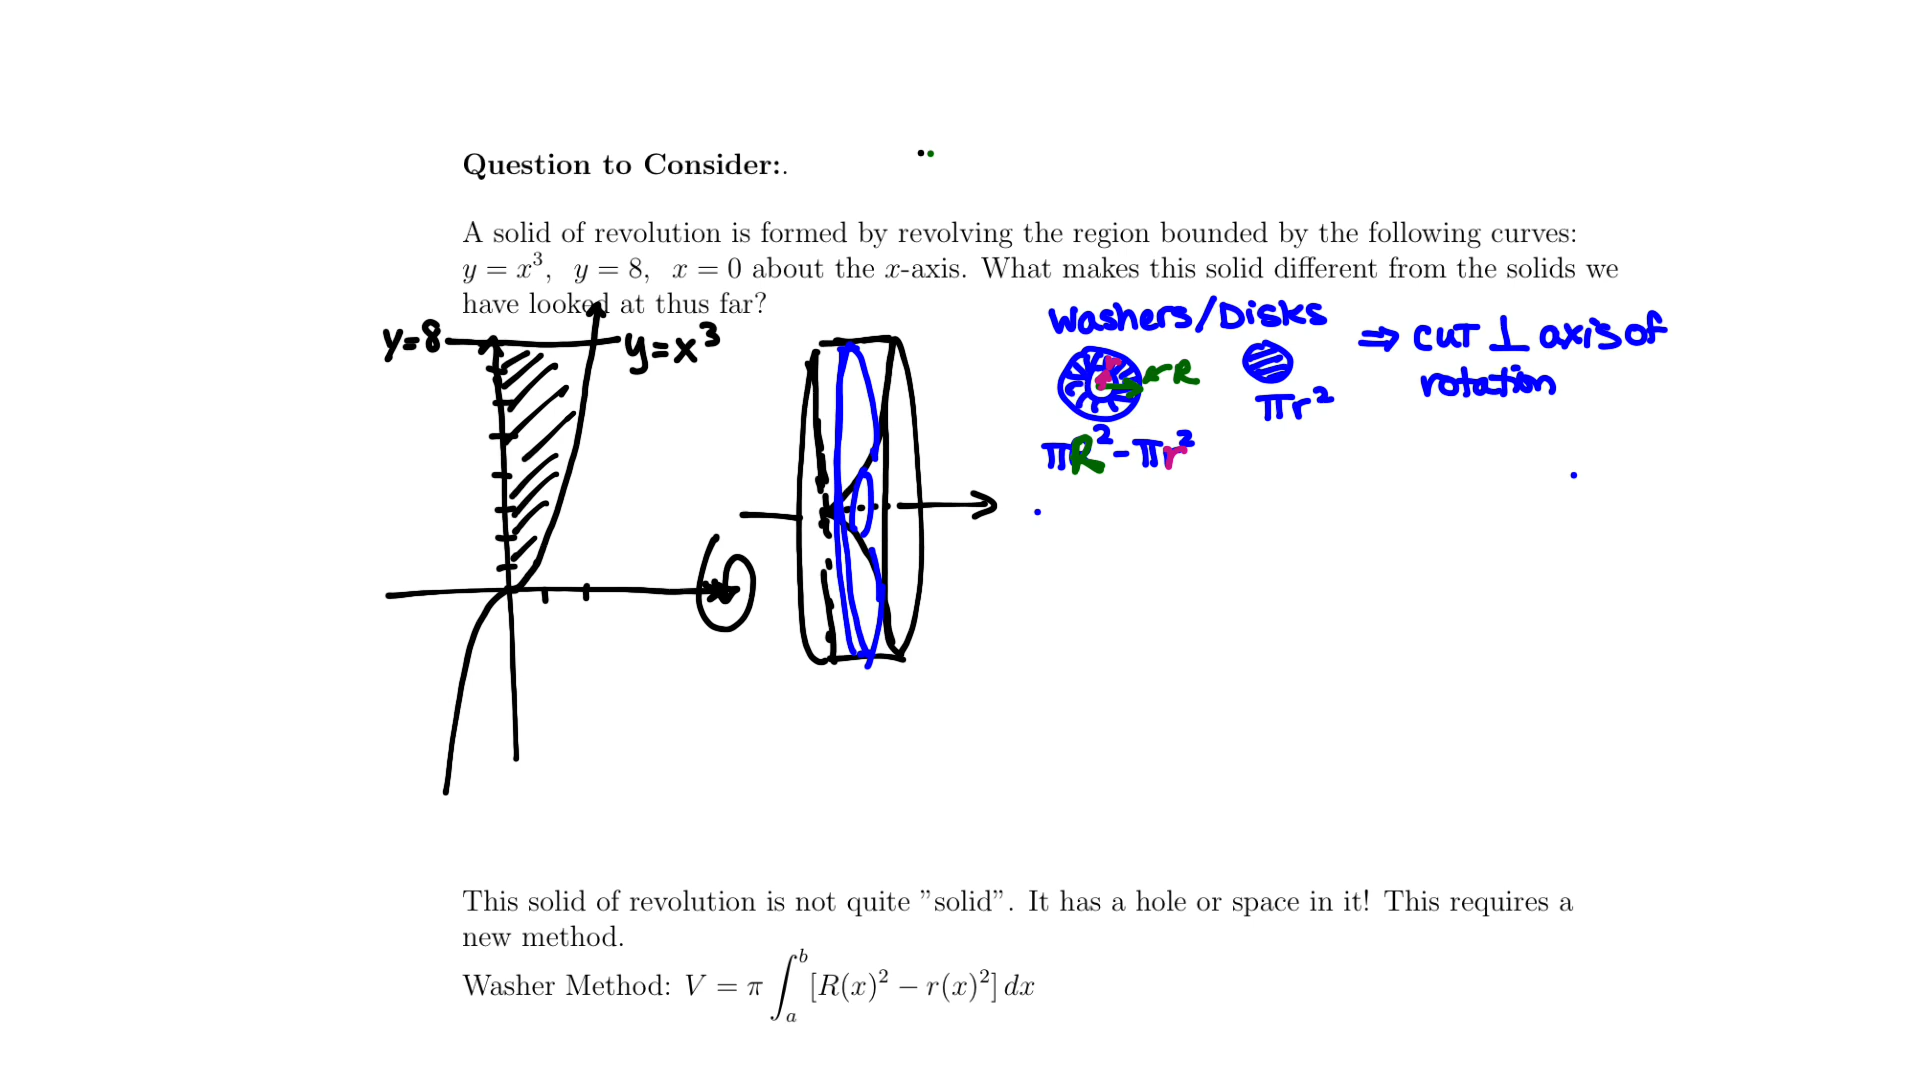 Question to Consider:.
A solid of revolution is formed by revolving the region bounded by the following curves:
y = x³, y = 8, x = 0 about the x-axis. What makes this solid different from the solids we
have looked at thus far?
y=8
y=x³
Washers/Disks
⇒ cut ⊥ axis of
rotation
r
R
πr²
πR² - πr²
This solid of revolution is not quite ”solid”. It has a hole or space in it! This requires a
new method.
Washer Method: V = π ∫_a^b [R(x)² − r(x)²] dx